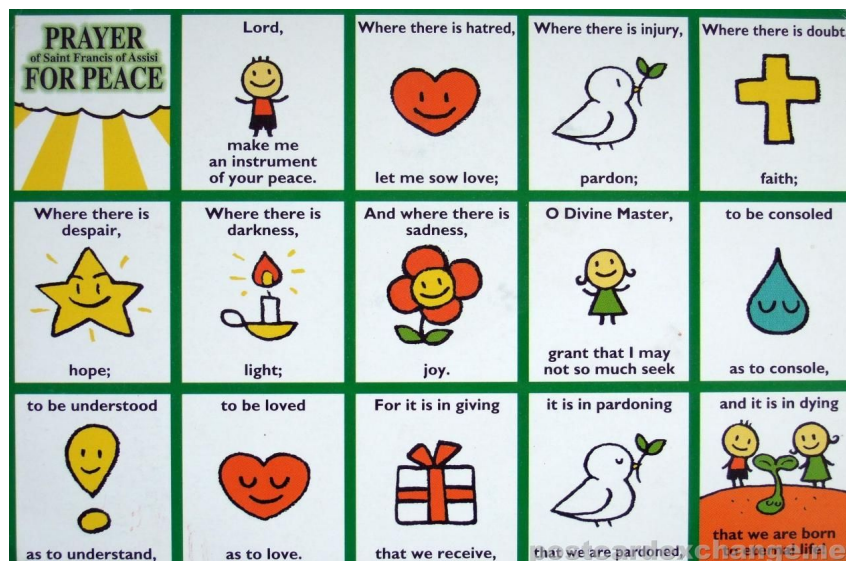 PRAYER
of Saint Francis of Assisi
FOR PEACE
Lord,
make me
an instrument
of your peace.
Where there is hatred,
let me sow love;
Where there is injury,
pardon;
Where there is doubt
faith;
Where there is
despair,
hope;
Where there is
darkness,
light;
And where there is
sadness,
joy.
O Divine Master,
grant that I may
not so much seek
to be consoled
as to console,
to be understood
as to understand,
to be loved
as to love.
For it is in giving
that we receive,
it is in pardoning
that we are pardoned,
and it is in dying
that we are born
to eternal life!
postcardexchange.ne